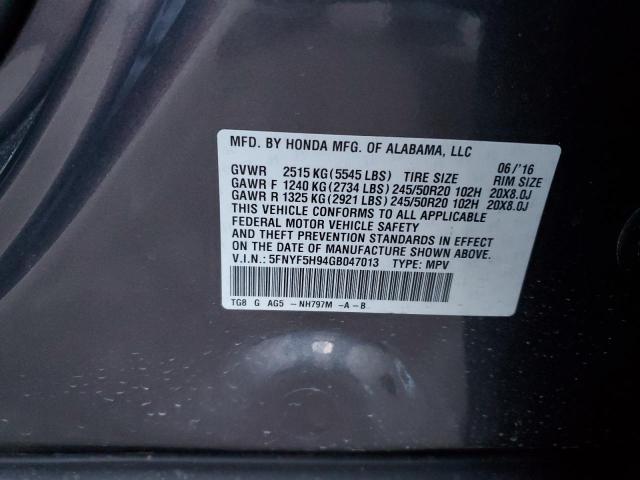 MFD. BY HONDA MFG. OF ALABAMA, LLC
GVWR 2515 KG (5545 LBS) TIRE SIZE 06/'16 RIM SIZE
GAWR F 1240 KG (2734 LBS) 245/50R20 102H 20X8.0J
GAWR R 1325 KG (2921 LBS) 245/50R20 102H 20X8.0J
THIS VEHICLE CONFORMS TO ALL APPLICABLE
FEDERAL MOTOR VEHICLE SAFETY
AND THEFT PREVENTION STANDARDS IN EFFECT
ON THE DATE OF MANUFACTURE SHOWN ABOVE.
V.I.N.: 5FNYF5H94GB047013 TYPE: MPV
TG8 G AG5 -NH797M -A-B